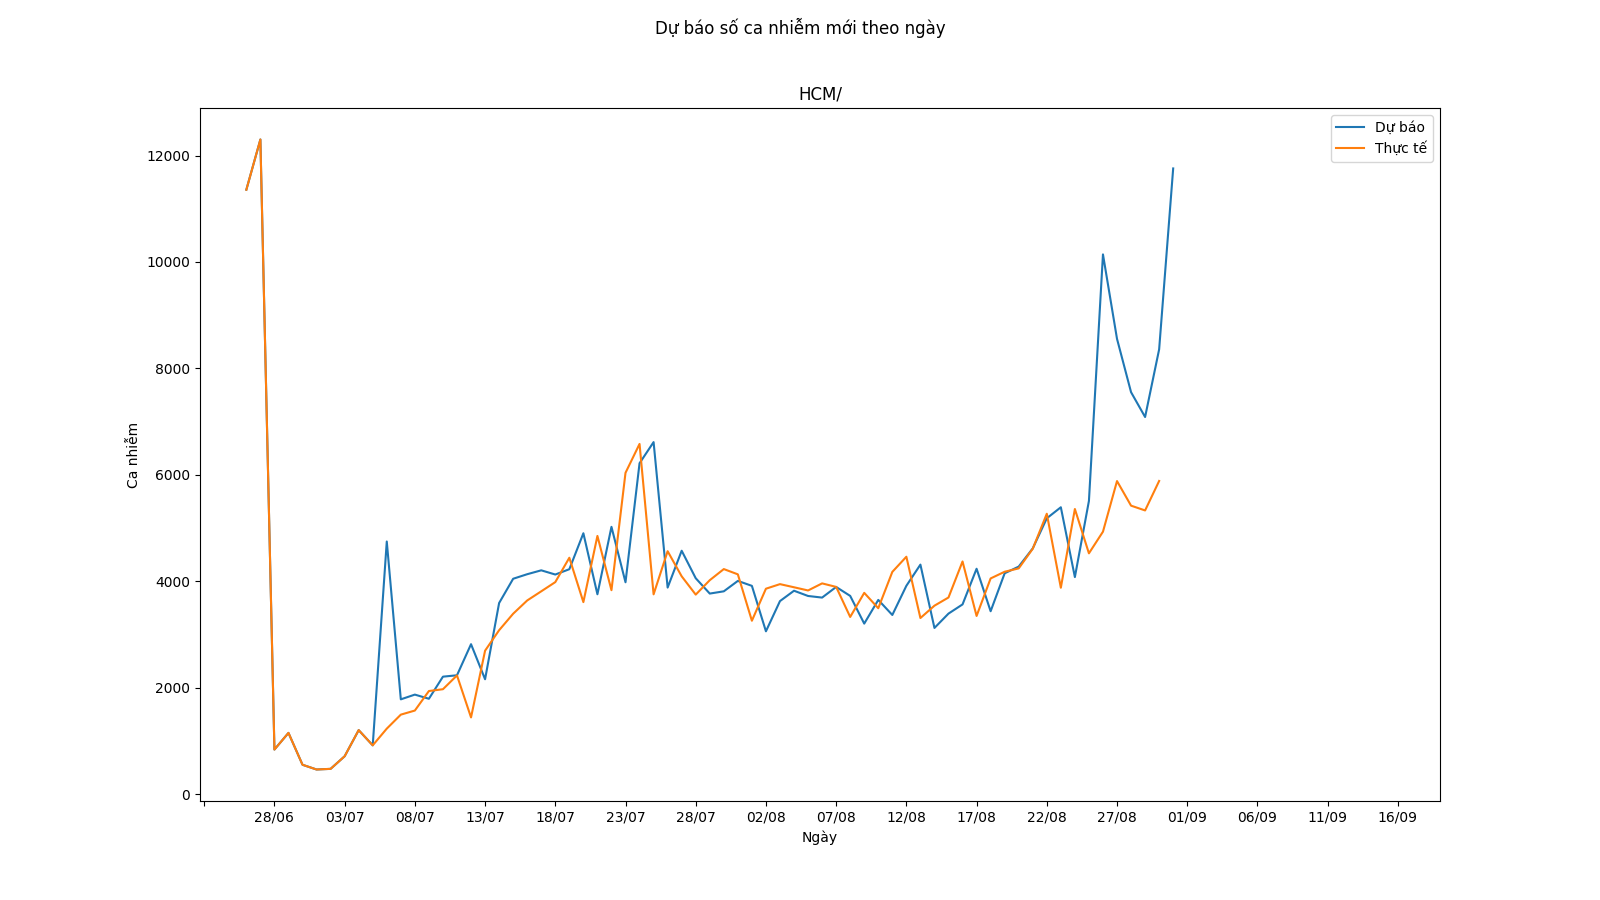 Dự báo số ca nhiễm mới theo ngày
HCM/
Dự báo
Thực tế
12000
10000
8000
6000
4000
2000
0
Ca nhiễm
28/06 03/07 08/07 13/07 18/07 23/07 28/07 02/08 07/08 12/08 17/08 22/08 27/08 01/09 06/09 11/09 16/09
Ngày